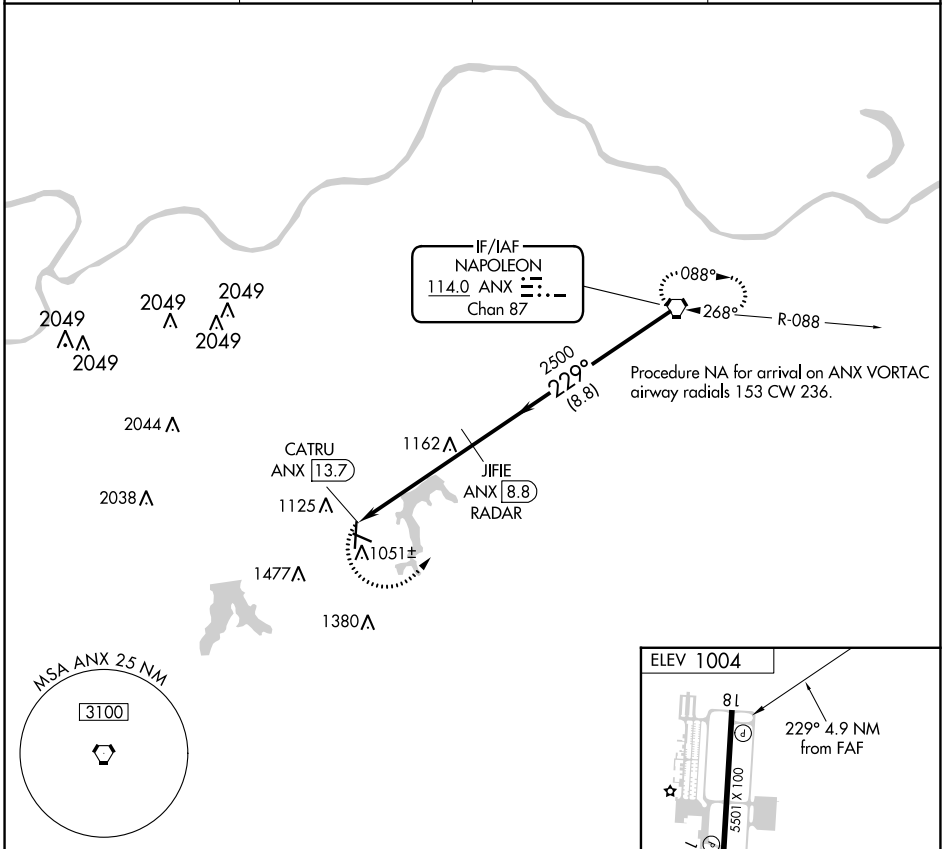 IF/IAF
NAPOLEON
114.0 ANX
Chan 87
088°
268°
R-088
2049
2049
2049
2049
2049
2500
229°
(8.8)
Procedure NA for arrival on ANX VORTAC
airway radials 153 CW 236.
2044
1162
CATRU
ANX 13.7
JIFIE
ANX 8.8
RADAR
2038
1125
1051±
1477
1380
MSA ANX 25 NM
3100
ELEV 1004
18
229° 4.9 NM
from FAF
P
5501 X 100
P